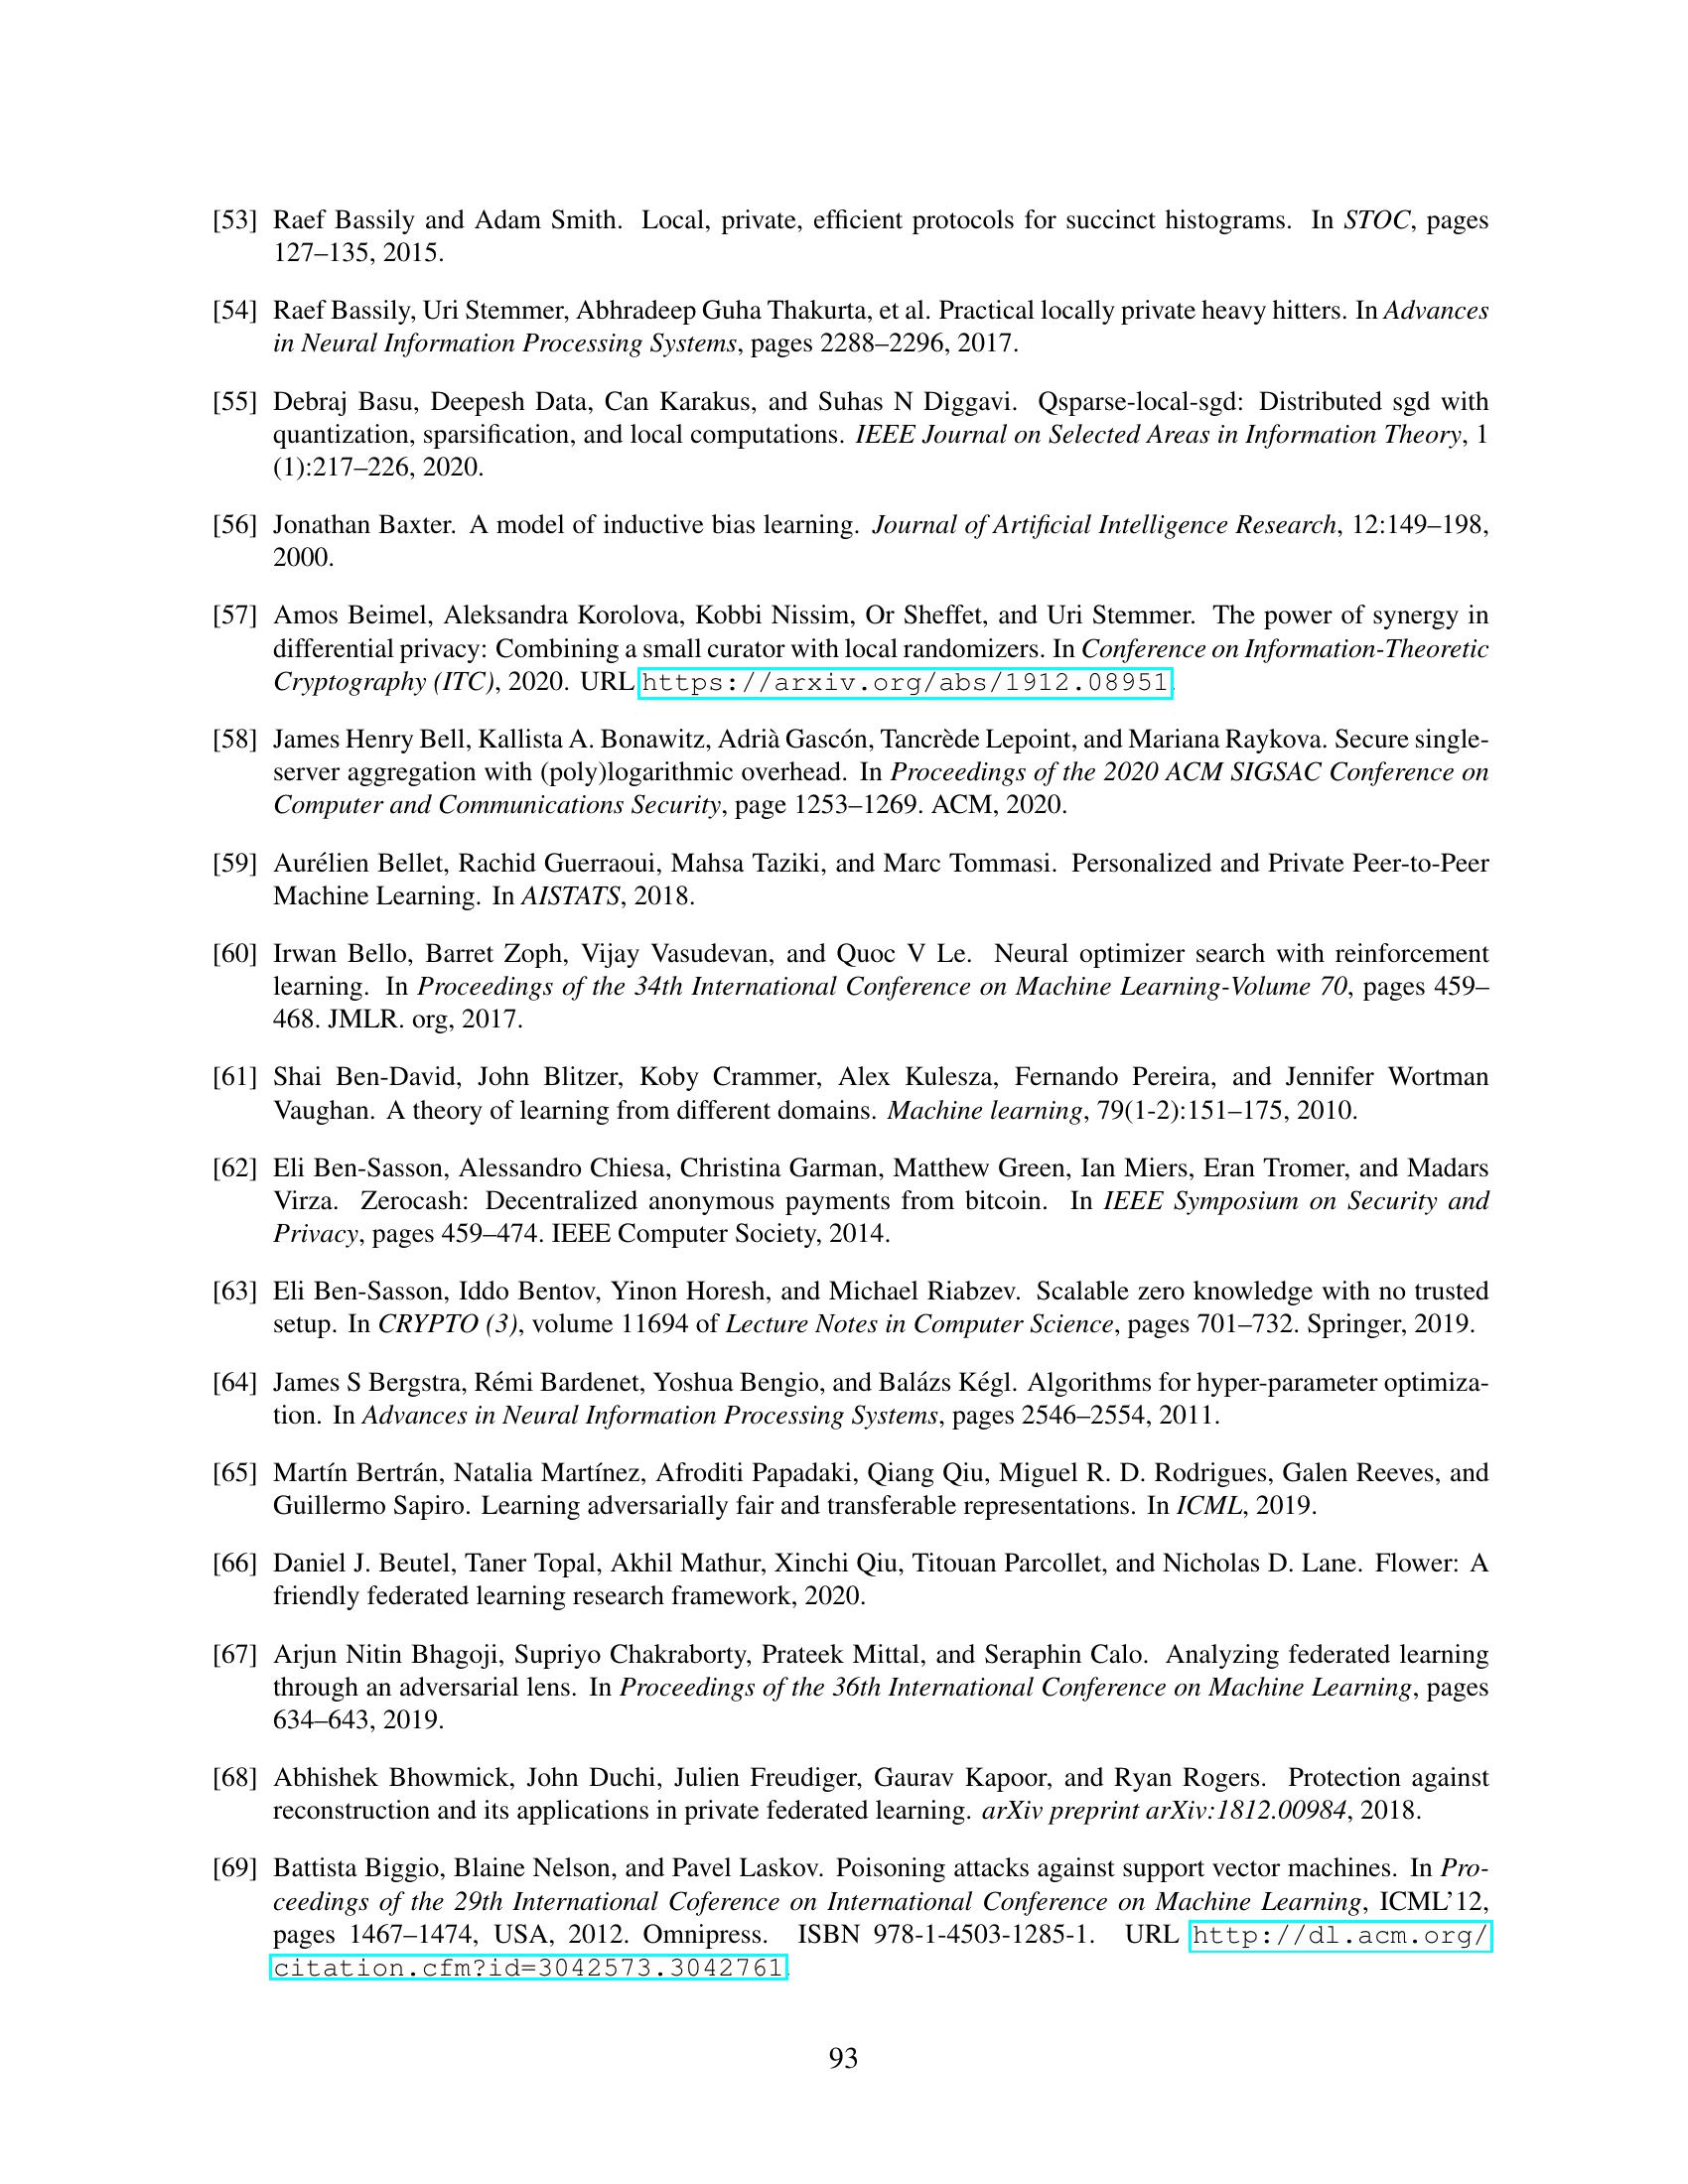 [53] Raef Bassily and Adam Smith. Local, private, efficient protocols for succinct histograms. In STOC, pages
127–135, 2015.
[54] Raef Bassily, Uri Stemmer, Abhradeep Guha Thakurta, et al. Practical locally private heavy hitters. In Advances
in Neural Information Processing Systems, pages 2288–2296, 2017.
[55] Debraj Basu, Deepesh Data, Can Karakus, and Suhas N Diggavi. Qsparse-local-sgd: Distributed sgd with
quantization, sparsification, and local computations. IEEE Journal on Selected Areas in Information Theory, 1
(1):217–226, 2020.
[56] Jonathan Baxter. A model of inductive bias learning. Journal of Artificial Intelligence Research, 12:149–198,
2000.
[57] Amos Beimel, Aleksandra Korolova, Kobbi Nissim, Or Sheffet, and Uri Stemmer. The power of synergy in
differential privacy: Combining a small curator with local randomizers. In Conference on Information-Theoretic
Cryptography (ITC), 2020. URL https://arxiv.org/abs/1912.08951.
[58] James Henry Bell, Kallista A. Bonawitz, Adrià Gascón, Tancrède Lepoint, and Mariana Raykova. Secure single-
server aggregation with (poly)logarithmic overhead. In Proceedings of the 2020 ACM SIGSAC Conference on
Computer and Communications Security, page 1253–1269. ACM, 2020.
[59] Aurélien Bellet, Rachid Guerraoui, Mahsa Taziki, and Marc Tommasi. Personalized and Private Peer-to-Peer
Machine Learning. In AISTATS, 2018.
[60] Irwan Bello, Barret Zoph, Vijay Vasudevan, and Quoc V Le. Neural optimizer search with reinforcement
learning. In Proceedings of the 34th International Conference on Machine Learning-Volume 70, pages 459–
468. JMLR. org, 2017.
[61] Shai Ben-David, John Blitzer, Koby Crammer, Alex Kulesza, Fernando Pereira, and Jennifer Wortman
Vaughan. A theory of learning from different domains. Machine learning, 79(1-2):151–175, 2010.
[62] Eli Ben-Sasson, Alessandro Chiesa, Christina Garman, Matthew Green, Ian Miers, Eran Tromer, and Madars
Virza. Zerocash: Decentralized anonymous payments from bitcoin. In IEEE Symposium on Security and
Privacy, pages 459–474. IEEE Computer Society, 2014.
[63] Eli Ben-Sasson, Iddo Bentov, Yinon Horesh, and Michael Riabzev. Scalable zero knowledge with no trusted
setup. In CRYPTO (3), volume 11694 of Lecture Notes in Computer Science, pages 701–732. Springer, 2019.
[64] James S Bergstra, Rémi Bardenet, Yoshua Bengio, and Balázs Kégl. Algorithms for hyper-parameter optimiza-
tion. In Advances in Neural Information Processing Systems, pages 2546–2554, 2011.
[65] Martín Bertrán, Natalia Martínez, Afroditi Papadaki, Qiang Qiu, Miguel R. D. Rodrigues, Galen Reeves, and
Guillermo Sapiro. Learning adversarially fair and transferable representations. In ICML, 2019.
[66] Daniel J. Beutel, Taner Topal, Akhil Mathur, Xinchi Qiu, Titouan Parcollet, and Nicholas D. Lane. Flower: A
friendly federated learning research framework, 2020.
[67] Arjun Nitin Bhagoji, Supriyo Chakraborty, Prateek Mittal, and Seraphin Calo. Analyzing federated learning
through an adversarial lens. In Proceedings of the 36th International Conference on Machine Learning, pages
634–643, 2019.
[68] Abhishek Bhowmick, John Duchi, Julien Freudiger, Gaurav Kapoor, and Ryan Rogers. Protection against
reconstruction and its applications in private federated learning. arXiv preprint arXiv:1812.00984, 2018.
[69] Battista Biggio, Blaine Nelson, and Pavel Laskov. Poisoning attacks against support vector machines. In Pro-
ceedings of the 29th International Coference on International Conference on Machine Learning, ICML'12,
pages 1467–1474, USA, 2012. Omnipress. ISBN 978-1-4503-1285-1. URL http://dl.acm.org/
citation.cfm?id=3042573.3042761.
93